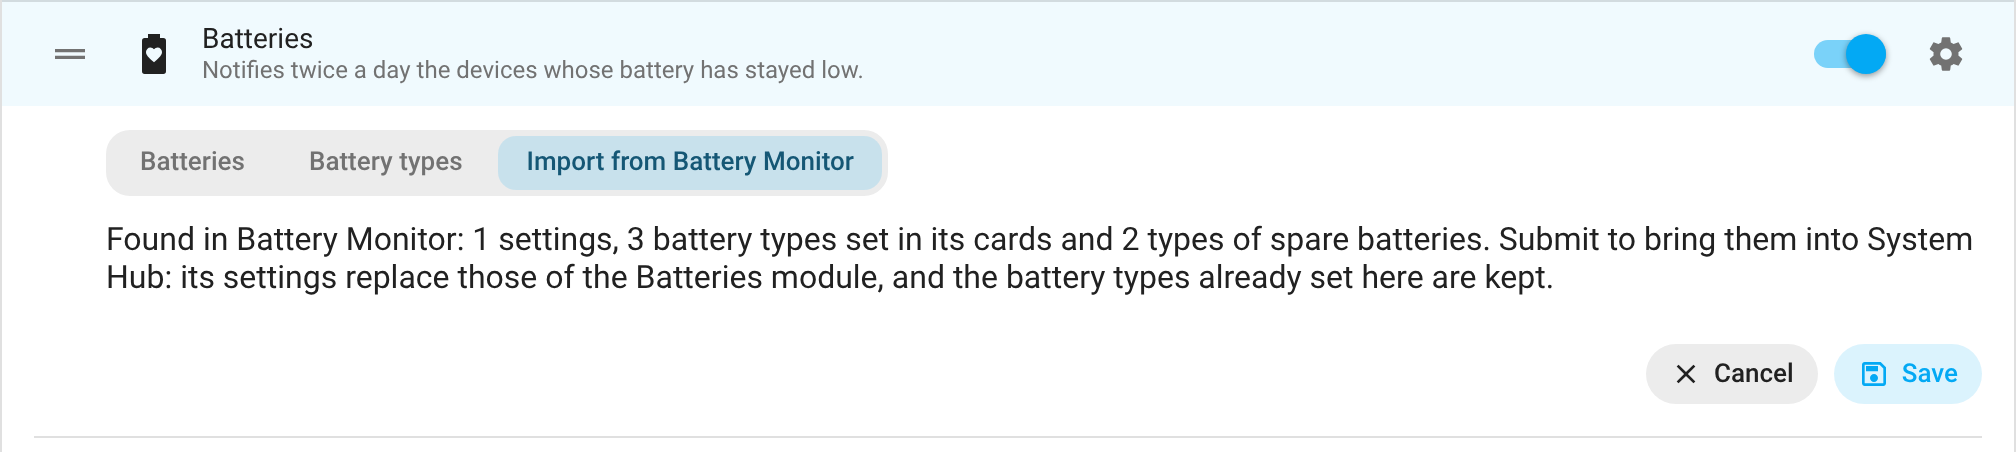 Batteries
Notifies twice a day the devices whose battery has stayed low.
Batteries
Battery types
Import from Battery Monitor
Found in Battery Monitor: 1 settings, 3 battery types set in its cards and 2 types of spare batteries. Submit to bring them into System
Hub: its settings replace those of the Batteries module, and the battery types already set here are kept.
Cancel
Save